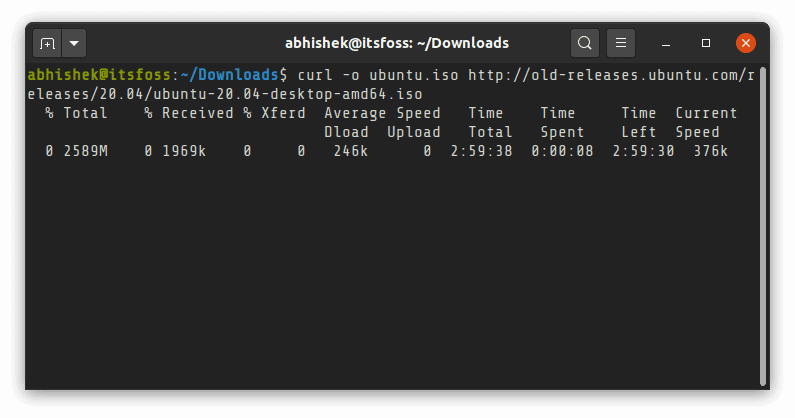 abhishek@itsfoss: ~/Downloads
abhishek@itsfoss:~/Downloads$ curl -o ubuntu.iso http://old-releases.ubuntu.com/r
eleases/20.04/ubuntu-20.04-desktop-amd64.iso
  % Total    % Received % Xferd  Average Speed   Time    Time     Time  Current
                                 Dload  Upload   Total   Spent    Left  Speed
  0 2589M    0 1969k    0     0   246k      0  2:59:38  0:00:08  2:59:30  376k